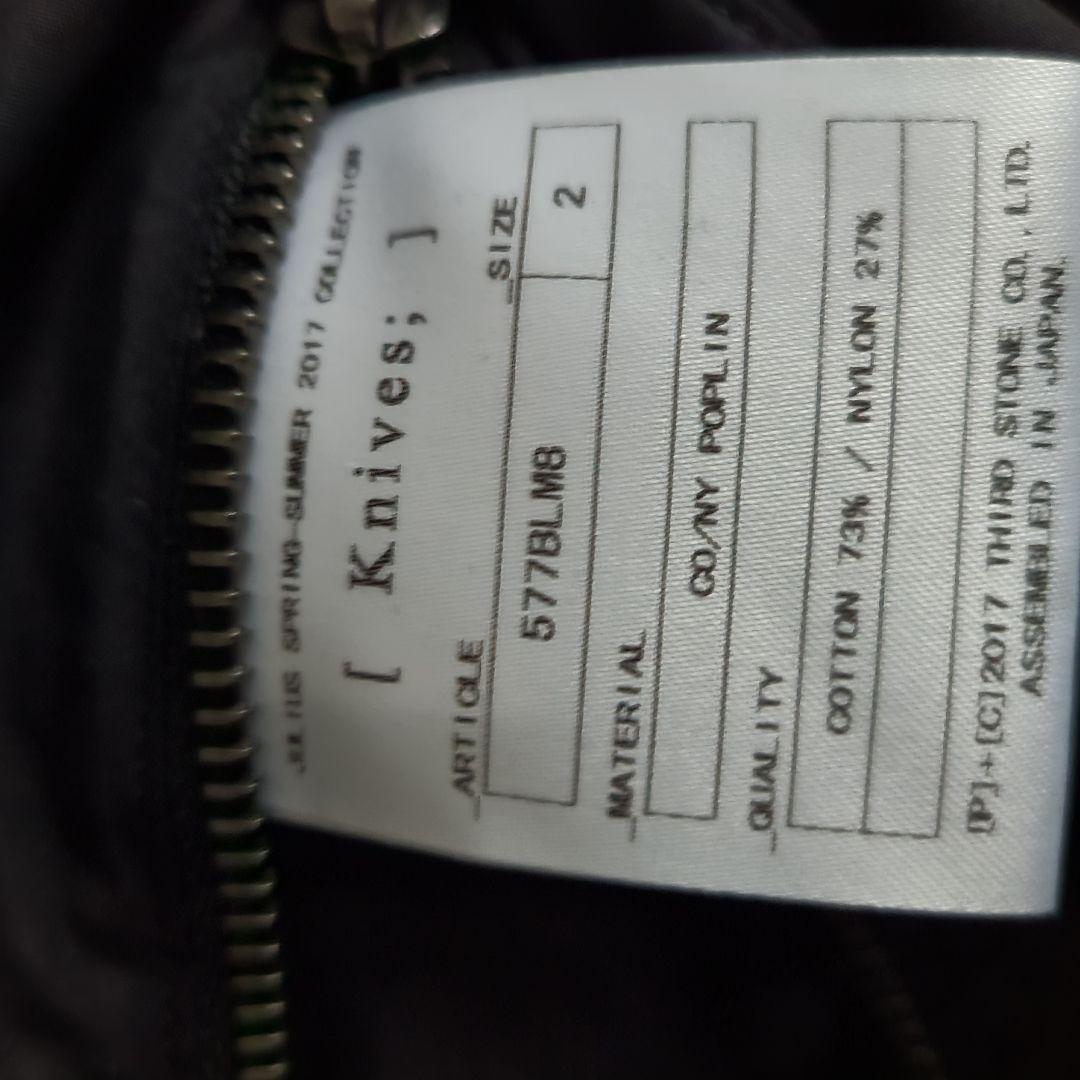 JULIUS SPRING-SUMMER 2017 COLLECTION
[ Knives; ]
_ARTICLE _SIZE
577BLM8 2
_MATERIAL
CO/NY POPLIN
_QUALITY
COTTON 73% / NYLON 27%
[P]+[C]2017 THIRD STONE CO., LTD.
ASSEMBLED IN JAPAN.